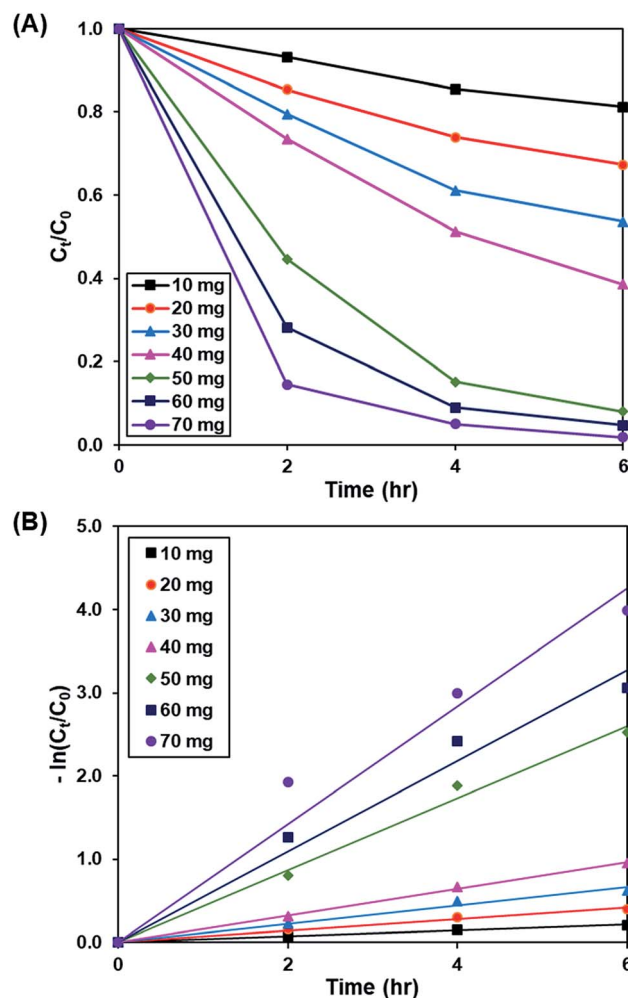 (A)
1.0
0.8
0.6
0.4
0.2
0.0
Cₜ/C₀
10 mg
20 mg
30 mg
40 mg
50 mg
60 mg
70 mg
0 2 4 6
Time (hr)
(B)
5.0
4.0
3.0
2.0
1.0
0.0
- ln(Cₜ/C₀)
10 mg
20 mg
30 mg
40 mg
50 mg
60 mg
70 mg
0 2 4 6
Time (hr)